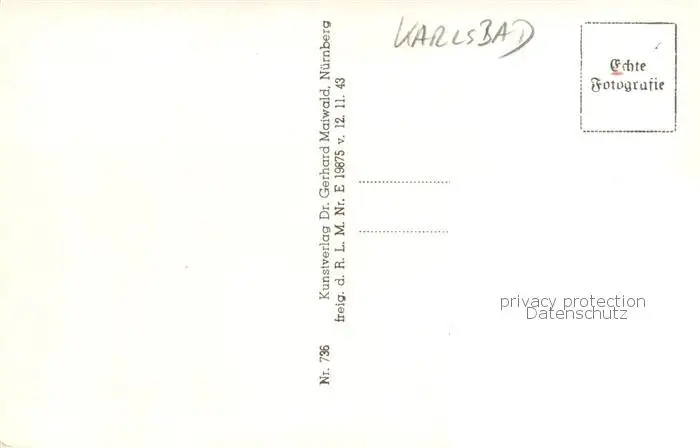 KARLSBAD
Echte
Fotografie
Nr. 736 Kunstverlag Dr. Gerhard Maiwald, Nürnberg
freig. d. R. L. M. Nr. E 19875 v. 12. 11. 43
privacy protection
Datenschutz